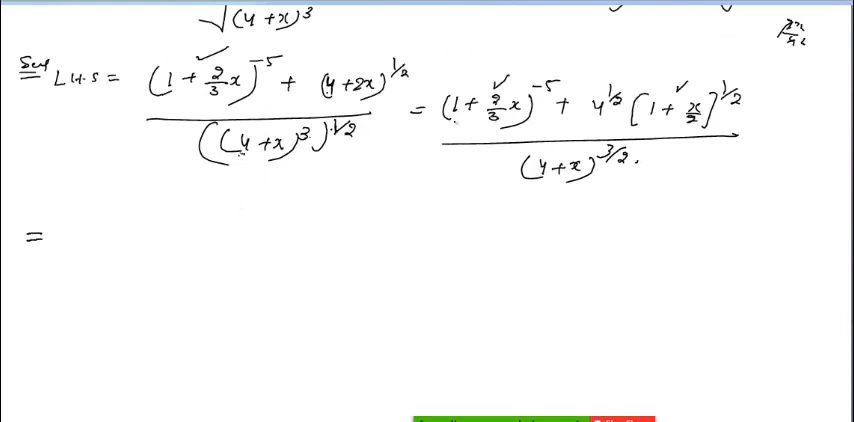 √(4+x)³
Sol LHS = ((1 + 2/3 x)⁻⁵ + (4+2x)^1/2) / ((4+x)³)^1/2 = ((1 + 2/3 x)⁻⁵ + 4^1/2 [1 + x/2]^1/2) / (4+x)^3/2.
=